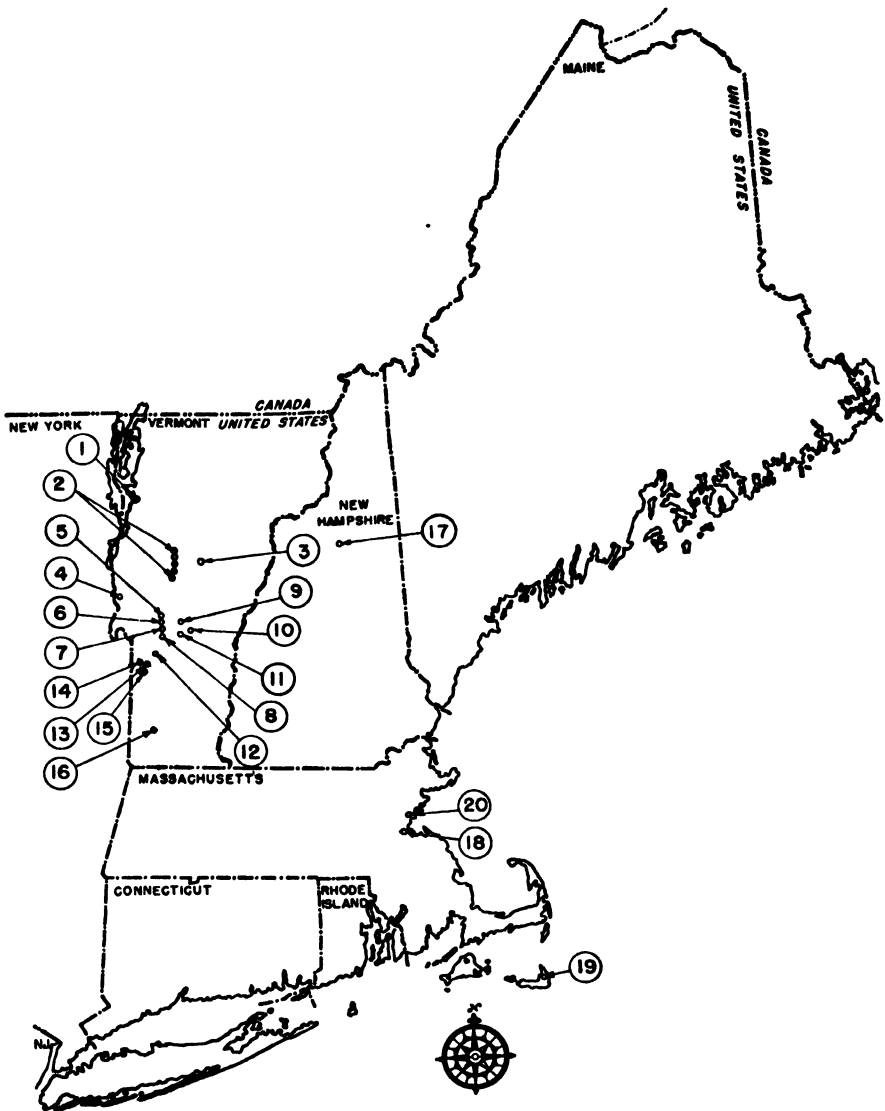 MAINE
CANADA
UNITED STATES
CANADA
NEW YORK
VERMONT
UNITED STATES
1
2
NEW
HAMPSHIRE
17
5
3
4
9
6
10
7
11
14
8
13
15
12
16
MASSACHUSETTS
20
18
CONNECTICUT
RHODE
ISLAND
19
N
N.J.